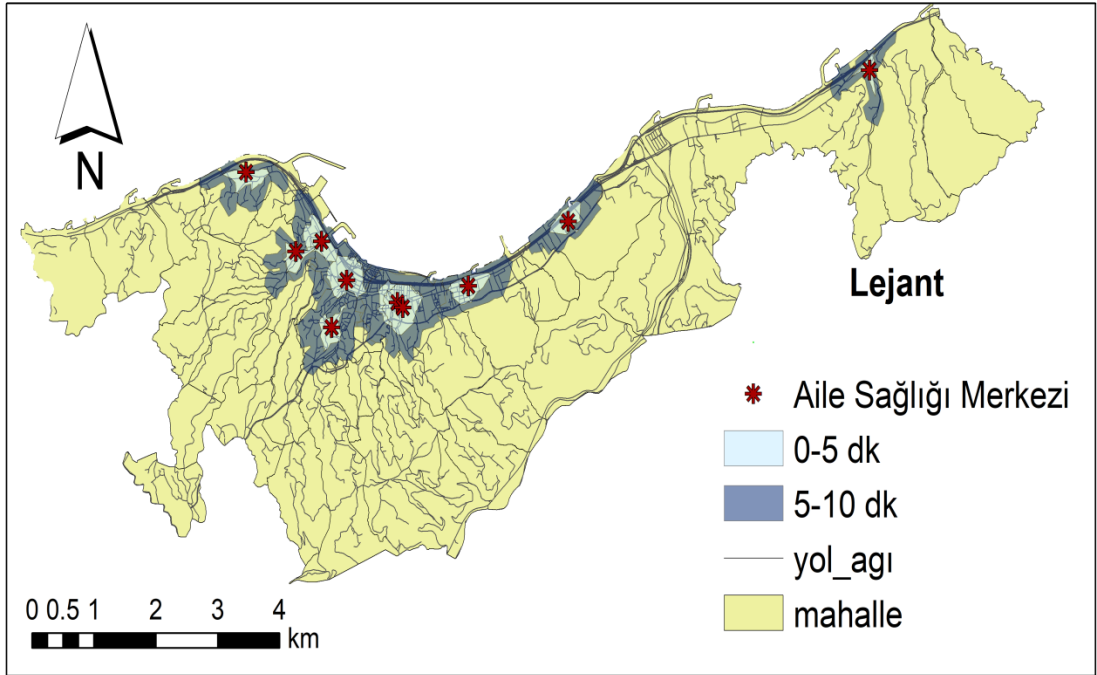 N
Lejant
Aile Sağlığı Merkezi
0-5 dk
5-10 dk
yol_agı
mahalle
0 0.5 1 2 3 4
km